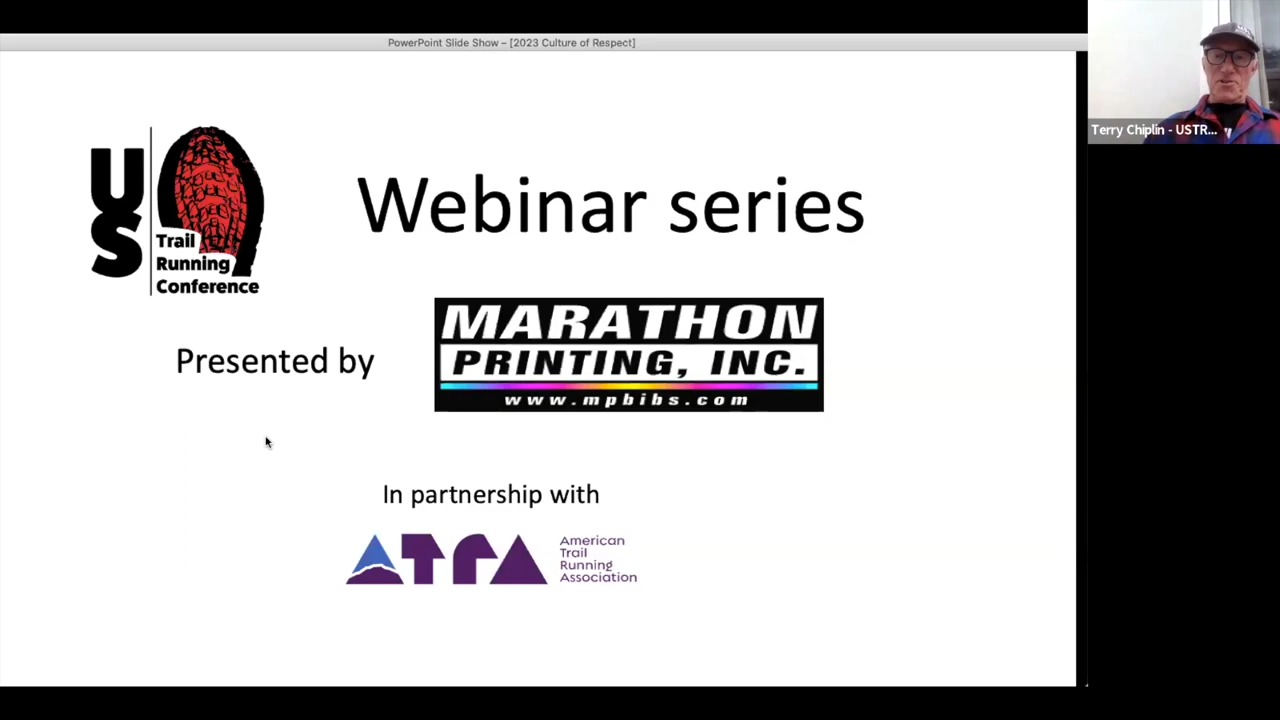 PowerPoint Slide Show – [2023 Culture of Respect]
Terry Chiplin - USTR...
US
Trail
Running
Conference
Webinar series
Presented by
MARATHON
PRINTING, INC.
www.mpbibs.com
In partnership with
ATRA
American
Trail
Running
Association